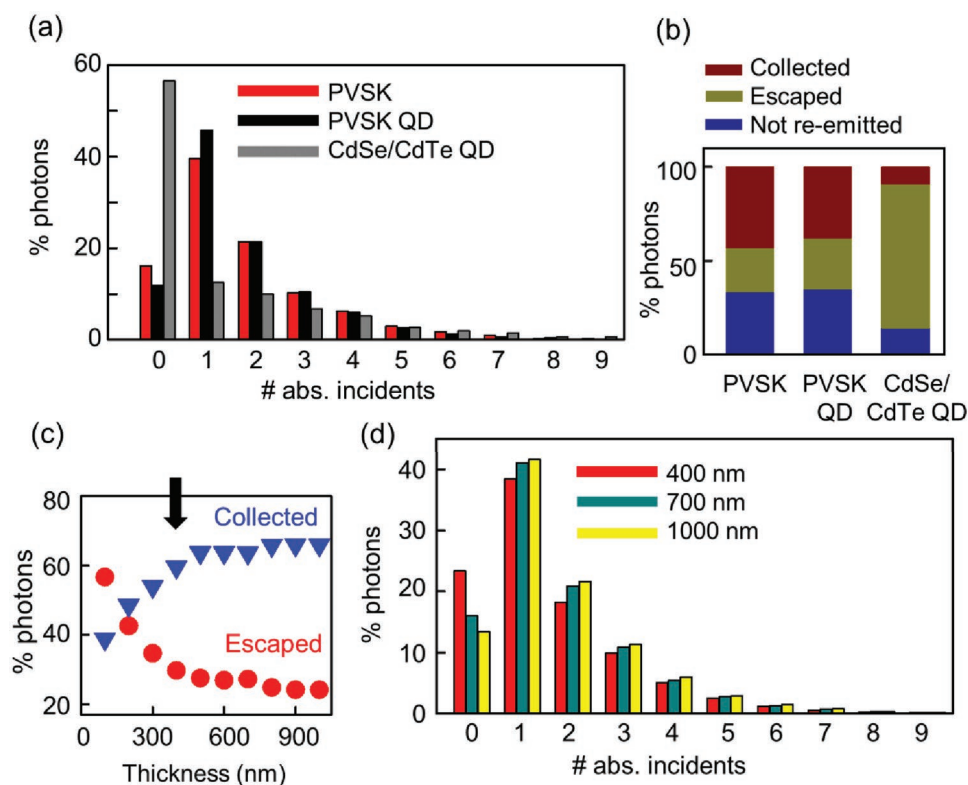 (a)
60
40
20
0
% photons
PVSK
PVSK QD
CdSe/CdTe QD
0 1 2 3 4 5 6 7 8 9
# abs. incidents
(b)
Collected
Escaped
Not re-emitted
100
50
0
% photons
PVSK
PVSK
QD
CdSe/
CdTe QD
(c)
80
60
40
20
% photons
Collected
Escaped
0 300 600 900
Thickness (nm)
(d)
40
30
20
10
0
% photons
400 nm
700 nm
1000 nm
0 1 2 3 4 5 6 7 8 9
# abs. incidents